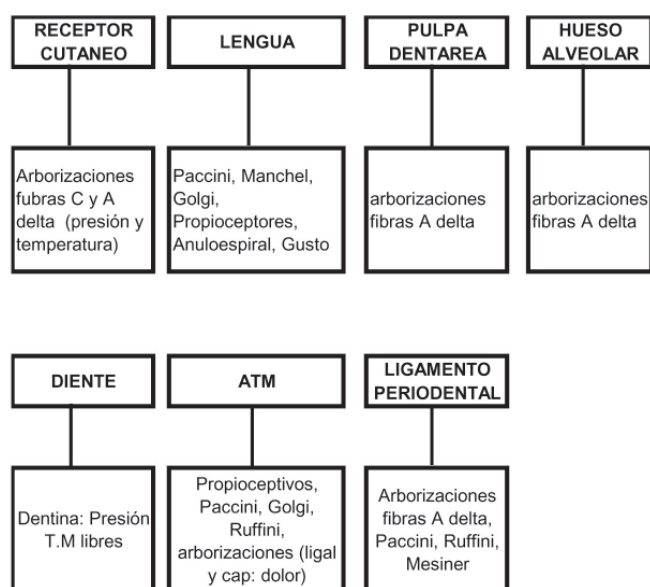 RECEPTOR
CUTANEO
LENGUA
PULPA
DENTAREA
HUESO
ALVEOLAR
Arborizaciones
fubras C y A
delta (presión y
temperatura)
Paccini, Manchel,
Golgi,
Propioceptores,
Anuloespiral, Gusto
arborizaciones
fibras A delta
arborizaciones
fibras A delta
DIENTE
ATM
LIGAMENTO
PERIODENTAL
Dentina: Presión
T.M libres
Propioceptivos,
Paccini, Golgi,
Ruffini,
arborizaciones (ligal
y cap: dolor)
Arborizaciones
fibras A delta,
Paccini, Ruffini,
Mesiner